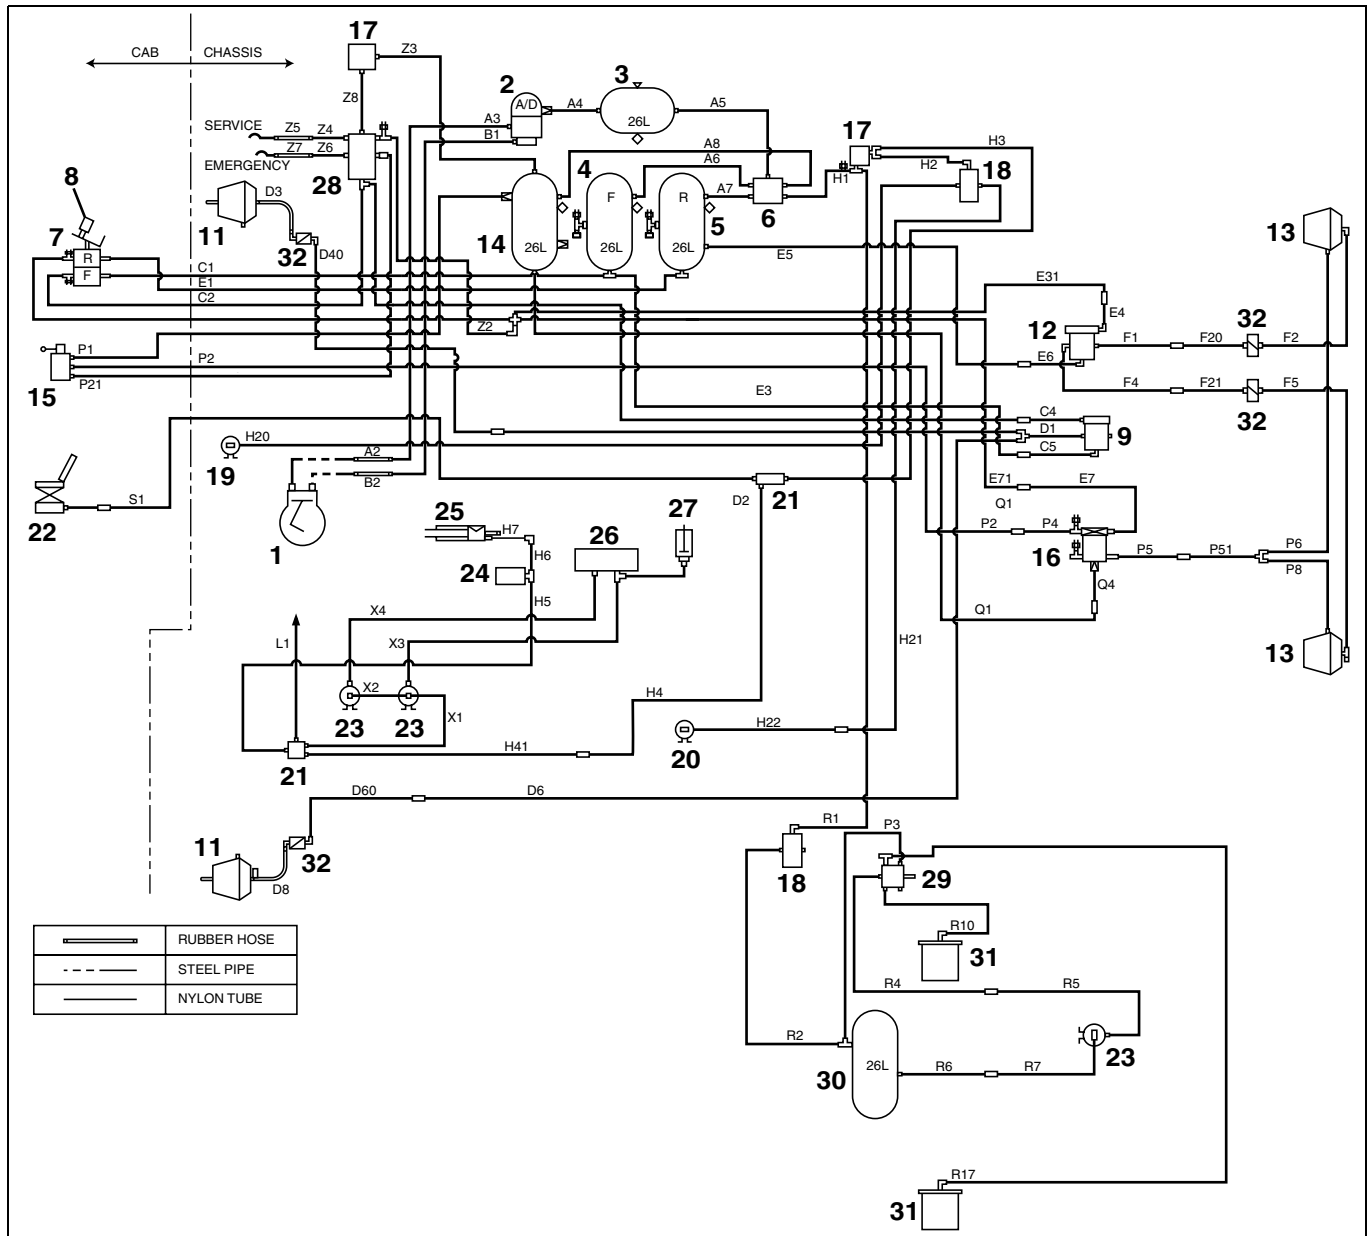 CAB
CHASSIS
17
Z3
2
3
A/D
A4
A5
A3
B1
26L
Z8
SERVICE
Z5
Z4
EMERGENCY
Z7
Z6
28
17
H3
A8
A6
H2
18
H1
4
8
D3
F
R
A7
6
5
7
11
14
26L
26L
26L
13
R
F
32
D40
E5
C1
E1
C2
E31
Z2
E4
12
32
P1
F1
F20
F2
P2
E6
P21
15
E3
F4
F21
F5
32
C4
D1
9
C5
H20
19
A2
B2
S1
22
1
D2
21
E71
E7
Q1
25
H7
26
27
P2
P4
H6
16
P5
P51
P6
P8
24
H5
Q4
X4
Q1
L1
X3
H21
13
X2
H4
23
23
X1
H22
H41
20
21
D60
D6
11
32
R1
P3
D8
18
29
R10
31
RUBBER HOSE
STEEL PIPE
NYLON TUBE
R4
R5
R2
23
30
26L
R6
R7
R17
31